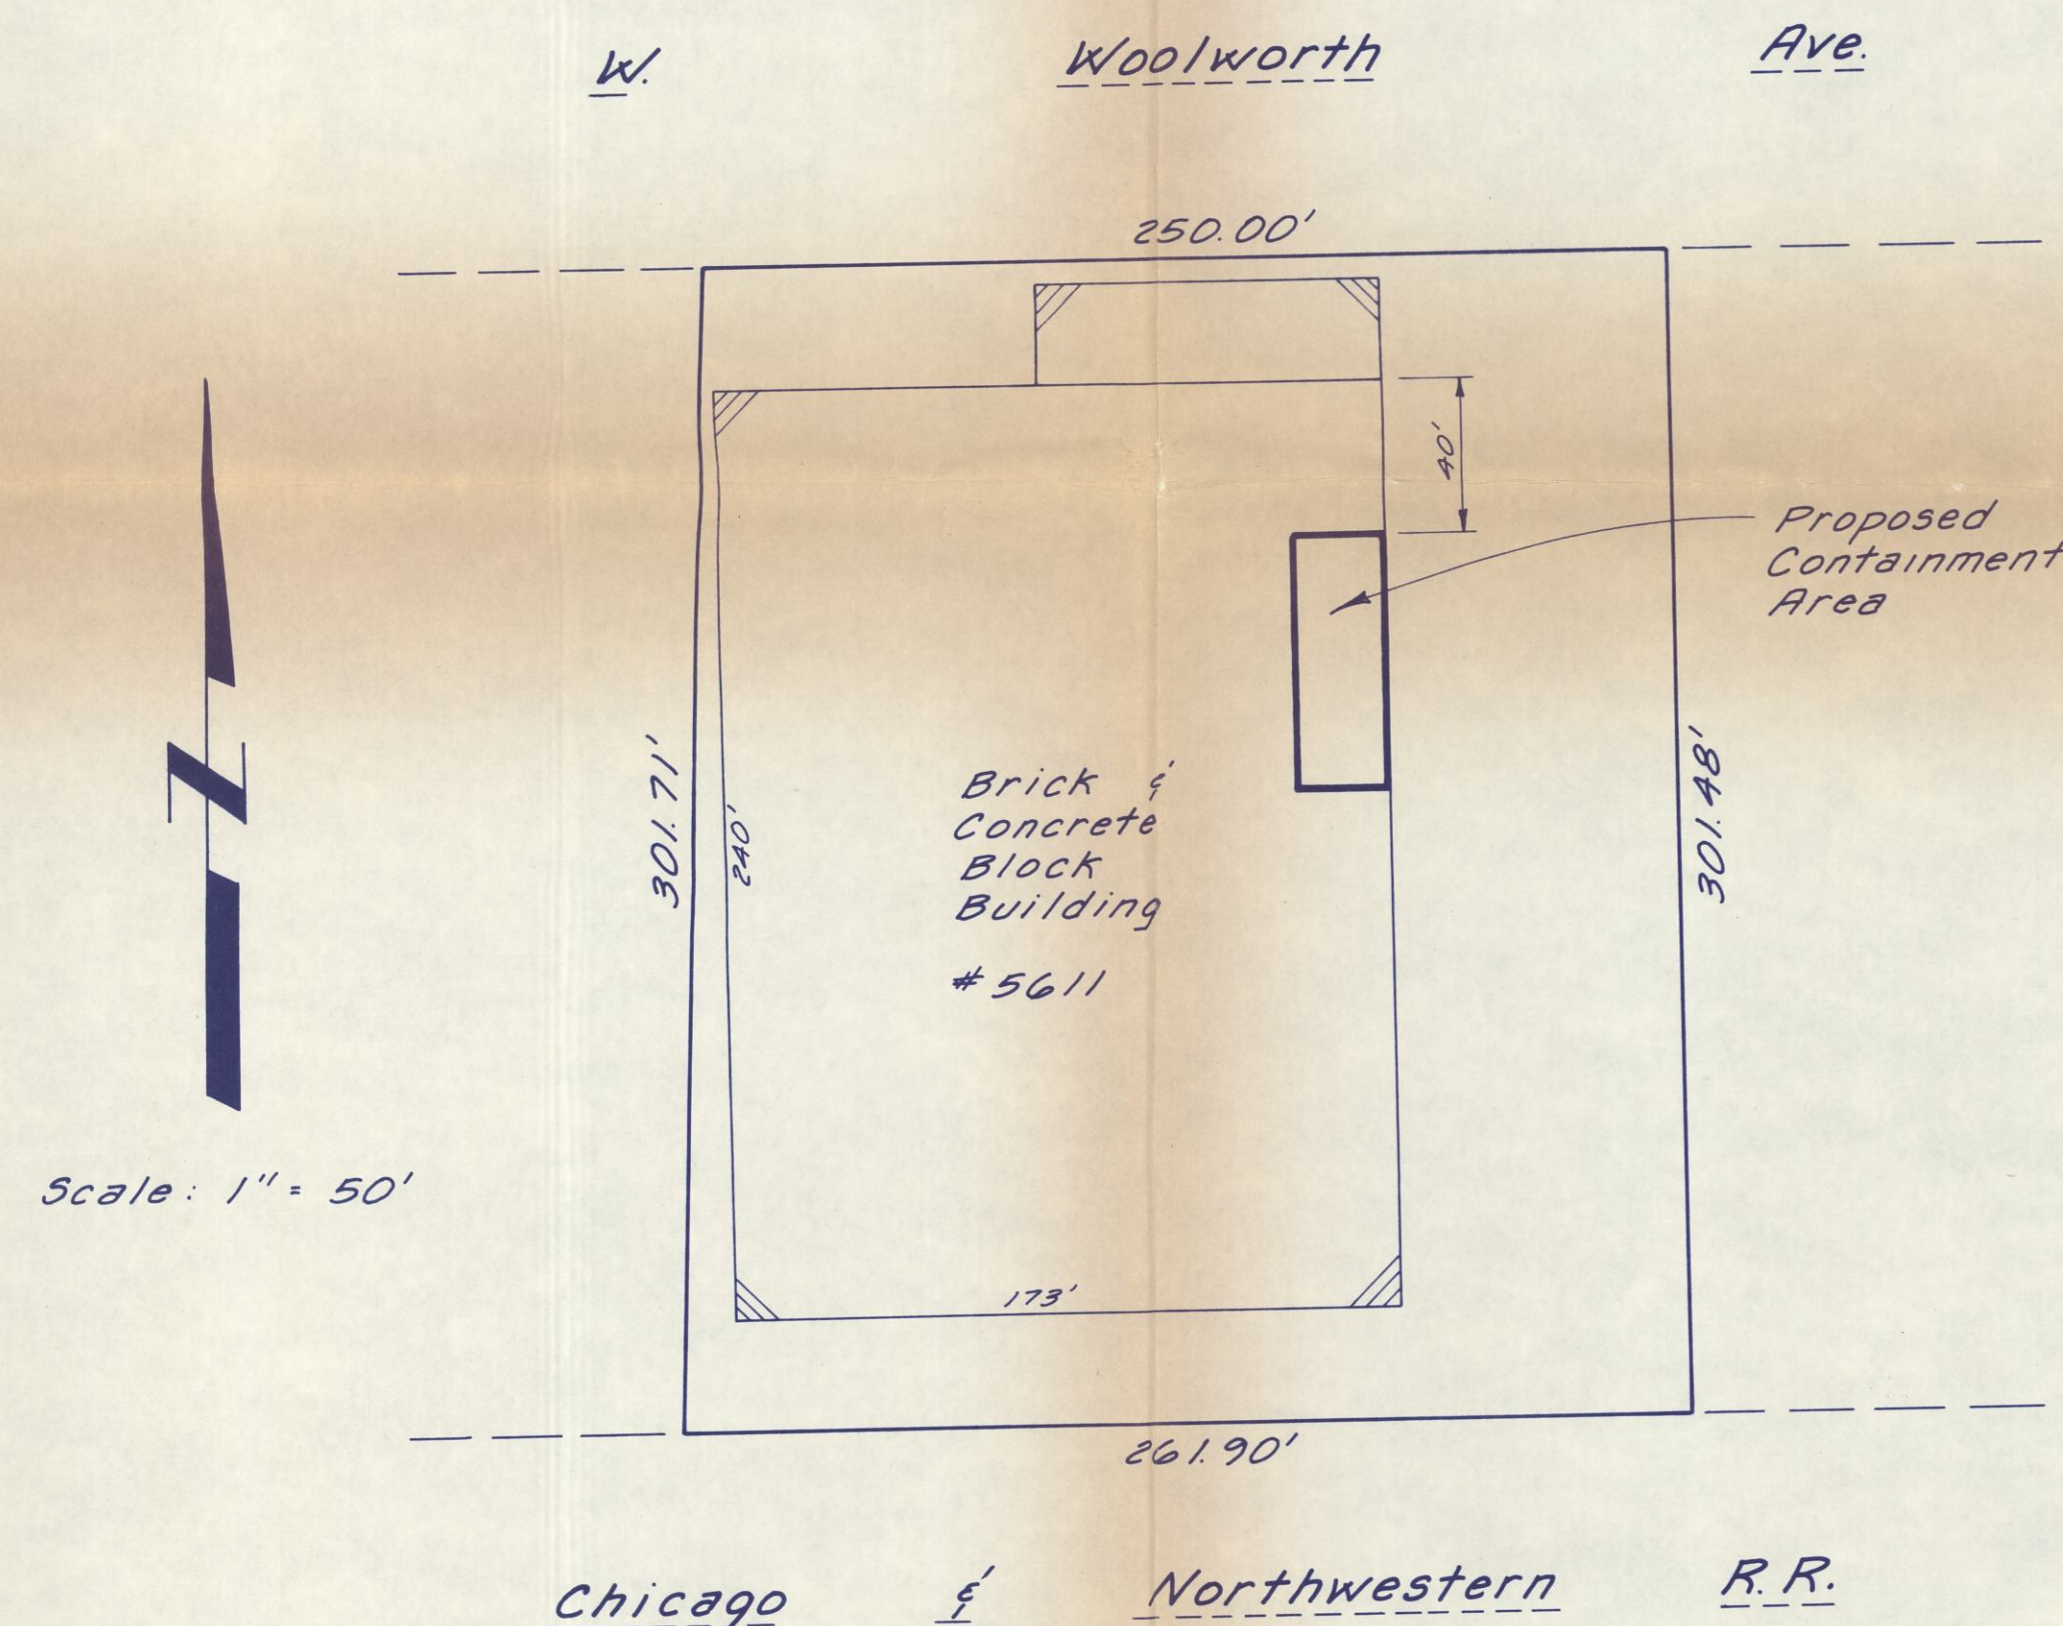 W. Woolworth Ave.
250.00'
40'
Proposed
Containment
Area
301.71'
240'
Brick &
Concrete
Block
Building
#5611
301.48'
N
Scale: 1" = 50'
173'
261.90'
Chicago & Northwestern R.R.